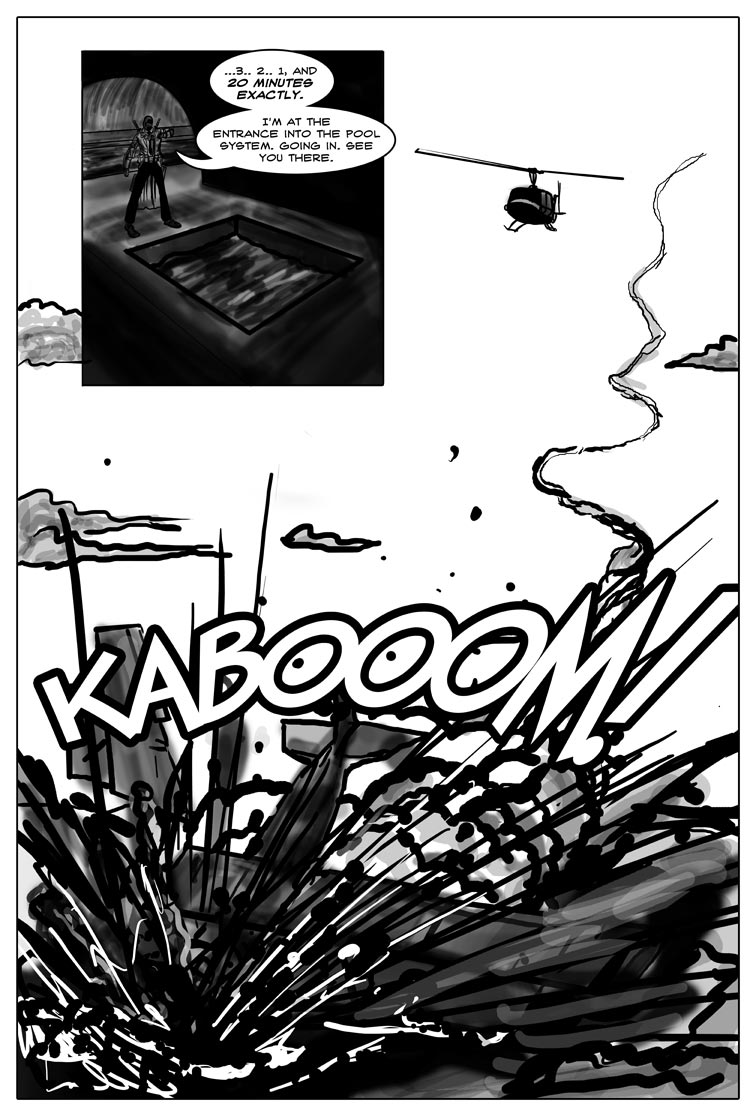 ...3.. 2.. 1, AND
20 MINUTES
EXACTLY.
I'M AT THE
ENTRANCE INTO THE POOL
SYSTEM. GOING IN. SEE
YOU THERE.
KABOOOM!